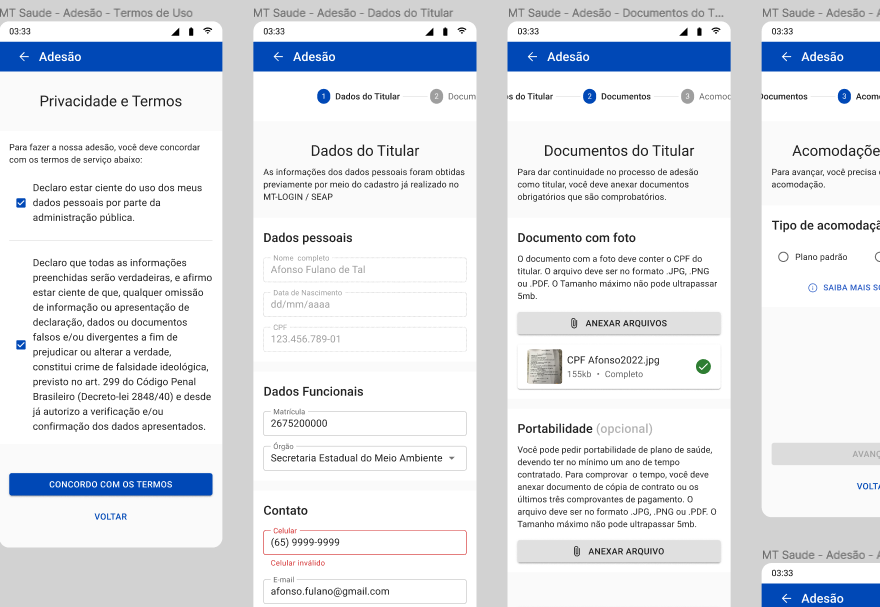 MT Saude - Adesão - Termos de Uso
03:33
Adesão
Privacidade e Termos
Para fazer a nossa adesão, você deve concordar
com os termos de serviço abaixo:
Declaro estar ciente do uso dos meus
dados pessoais por parte da
administração pública.
Declaro que todas as informações
preenchidas serão verdadeiras, e afirmo
estar ciente de que, qualquer omissão
de informação ou apresentação de
declaração, dados ou documentos
falsos e/ou divergentes a fim de
prejudicar ou alterar a verdade,
constitui crime de falsidade ideológica,
previsto no art. 299 do Código Penal
Brasileiro (Decreto-lei 2848/40) e desde
já autorizo a verificação e/ou
confirmação dos dados apresentados.
CONCORDO COM OS TERMOS
VOLTAR
MT Saude - Adesão - Dados do Titular
03:33
Adesão
1 Dados do Titular 2 Docum
Dados do Titular
As informações dos dados pessoais foram obtidas
previamente por meio do cadastro já realizado no
MT-LOGIN / SEAP
Dados pessoais
Nome completo
Afonso Fulano de Tal
Data de Nascimento
dd/mm/aaaa
CPF
123.456.789-01
Dados Funcionais
Matrícula
2675200000
Órgão
Secretaria Estadual do Meio Ambiente
Contato
Celular
(65) 9999-9999
Celular inválido
E-mail
afonso.fulano@gmail.com
MT Saude - Adesão - Documentos do T...
03:33
Adesão
s do Titular 2 Documentos 3 Acomod
Documentos do Titular
Para dar continuidade no processo de adesão
como titular, você deve anexar documentos
obrigatórios que são comprobatórios.
Documento com foto
O documento com a foto deve conter o CPF do
titular. O arquivo deve ser no formato .JPG, .PNG
ou .PDF. O Tamanho máximo não pode ultrapassar
5mb.
ANEXAR ARQUIVOS
CPF Afonso2022.jpg
155kb • Completo
Portabilidade (opcional)
Você pode pedir portabilidade de plano de saúde,
devendo ter no mínimo um ano de tempo
contratado. Para comprovar o tempo, você deve
anexar documento de cópia de contrato ou os
últimos três comprovantes de pagamento. O
arquivo deve ser no formato .JPG, .PNG ou .PDF. O
Tamanho máximo não pode ultrapassar 5mb.
ANEXAR ARQUIVO
MT Saude - Adesão - A
03:33
Adesão
Documentos 3 Acom
Acomodaçõe
Para avançar, você precisa
acomodação.
Tipo de acomodaçã
Plano padrão
SAIBA MAIS S
AVANÇ
VOLTA
MT Saude - Adesão - A
03:33
Adesão